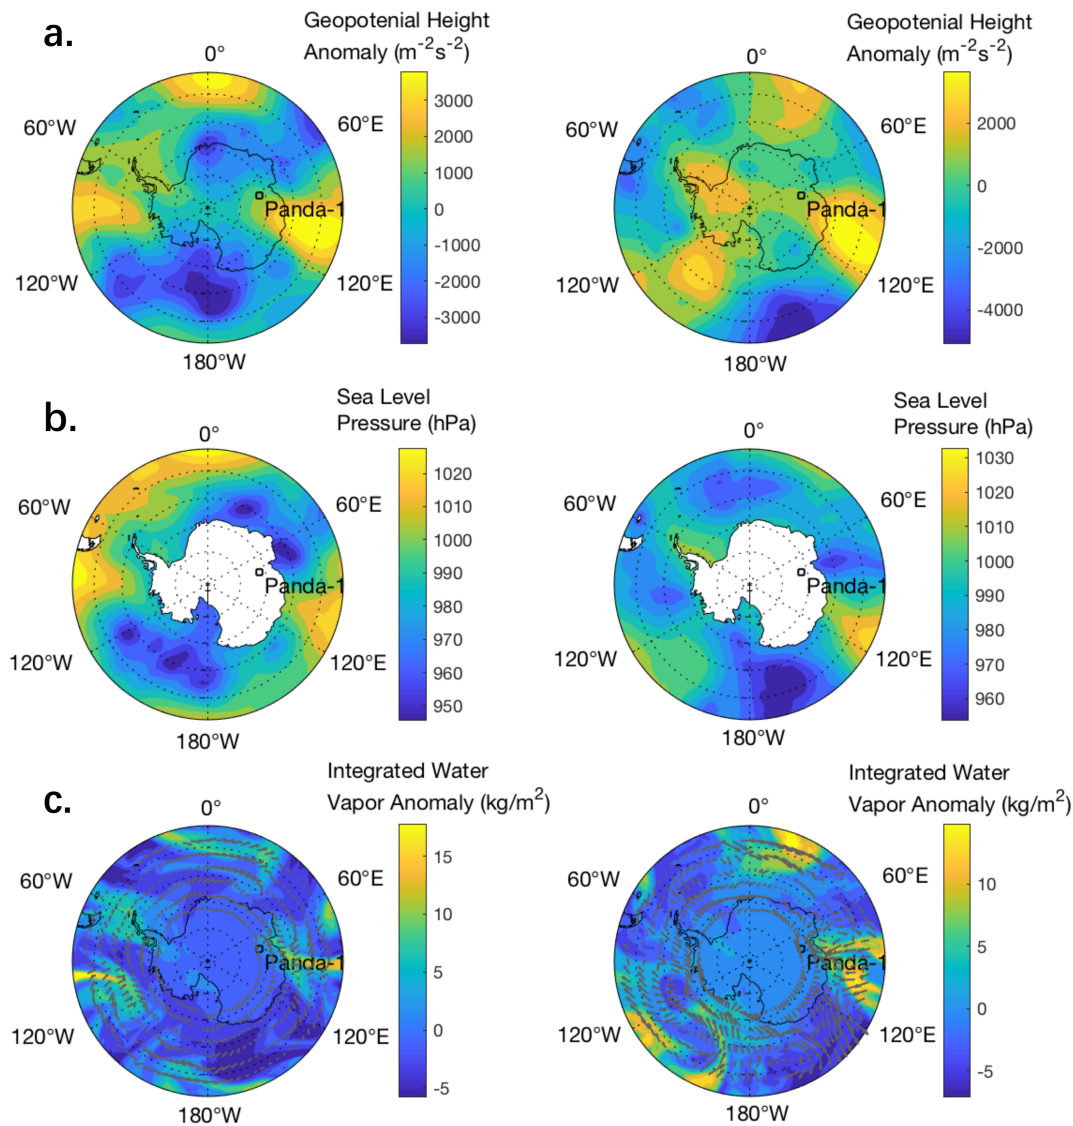 a.
Geopotenial Height
Anomaly (m⁻²s⁻²)
0°
60°W
60°E
Panda-1
120°W
120°E
180°W
3000
2000
1000
0
-1000
-2000
-3000
Geopotenial Height
Anomaly (m⁻²s⁻²)
0°
60°W
60°E
Panda-1
120°W
120°E
180°W
2000
0
-2000
-4000
b.
Sea Level
Pressure (hPa)
0°
60°W
60°E
Panda-1
120°W
120°E
180°W
1020
1010
1000
990
980
970
960
950
Sea Level
Pressure (hPa)
0°
60°W
60°E
Panda-1
120°W
120°E
180°W
1030
1020
1010
1000
990
980
970
960
c.
Integrated Water
Vapor Anomaly (kg/m²)
0°
60°W
60°E
Panda-1
120°W
120°E
180°W
15
10
5
0
-5
Integrated Water
Vapor Anomaly (kg/m²)
0°
60°W
60°E
Panda-1
120°W
120°E
180°W
10
5
0
-5